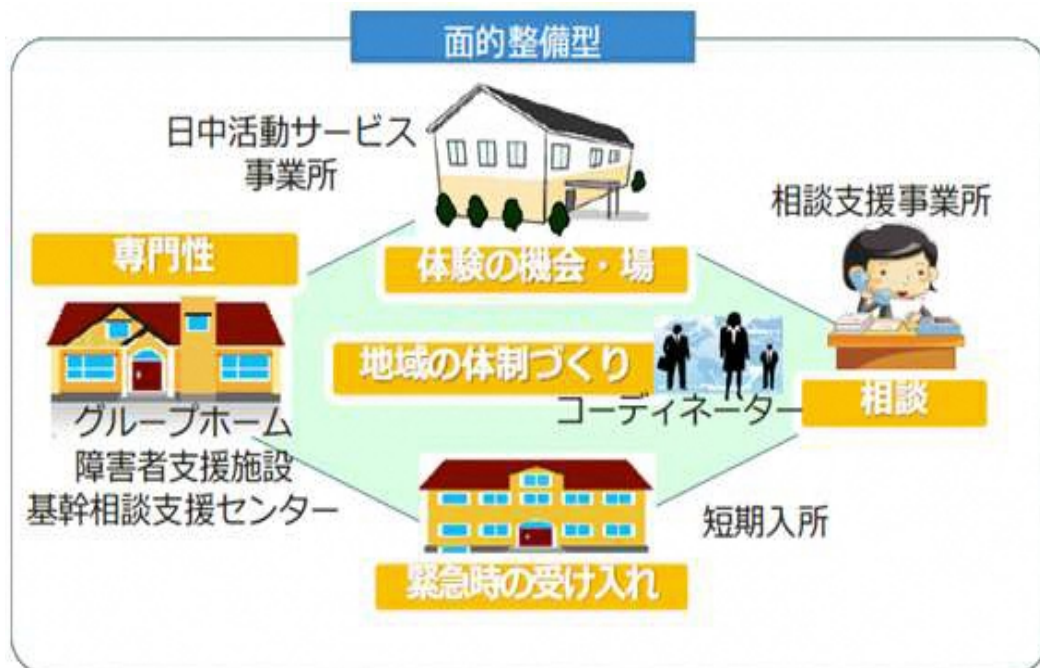 面的整備型
日中活動サービス
事業所
相談支援事業所
専門性
体験の機会・場
地域の体制づくり
コーディネーター
相談
グループホーム
障害者支援施設
基幹相談支援センター
短期入所
緊急時の受け入れ